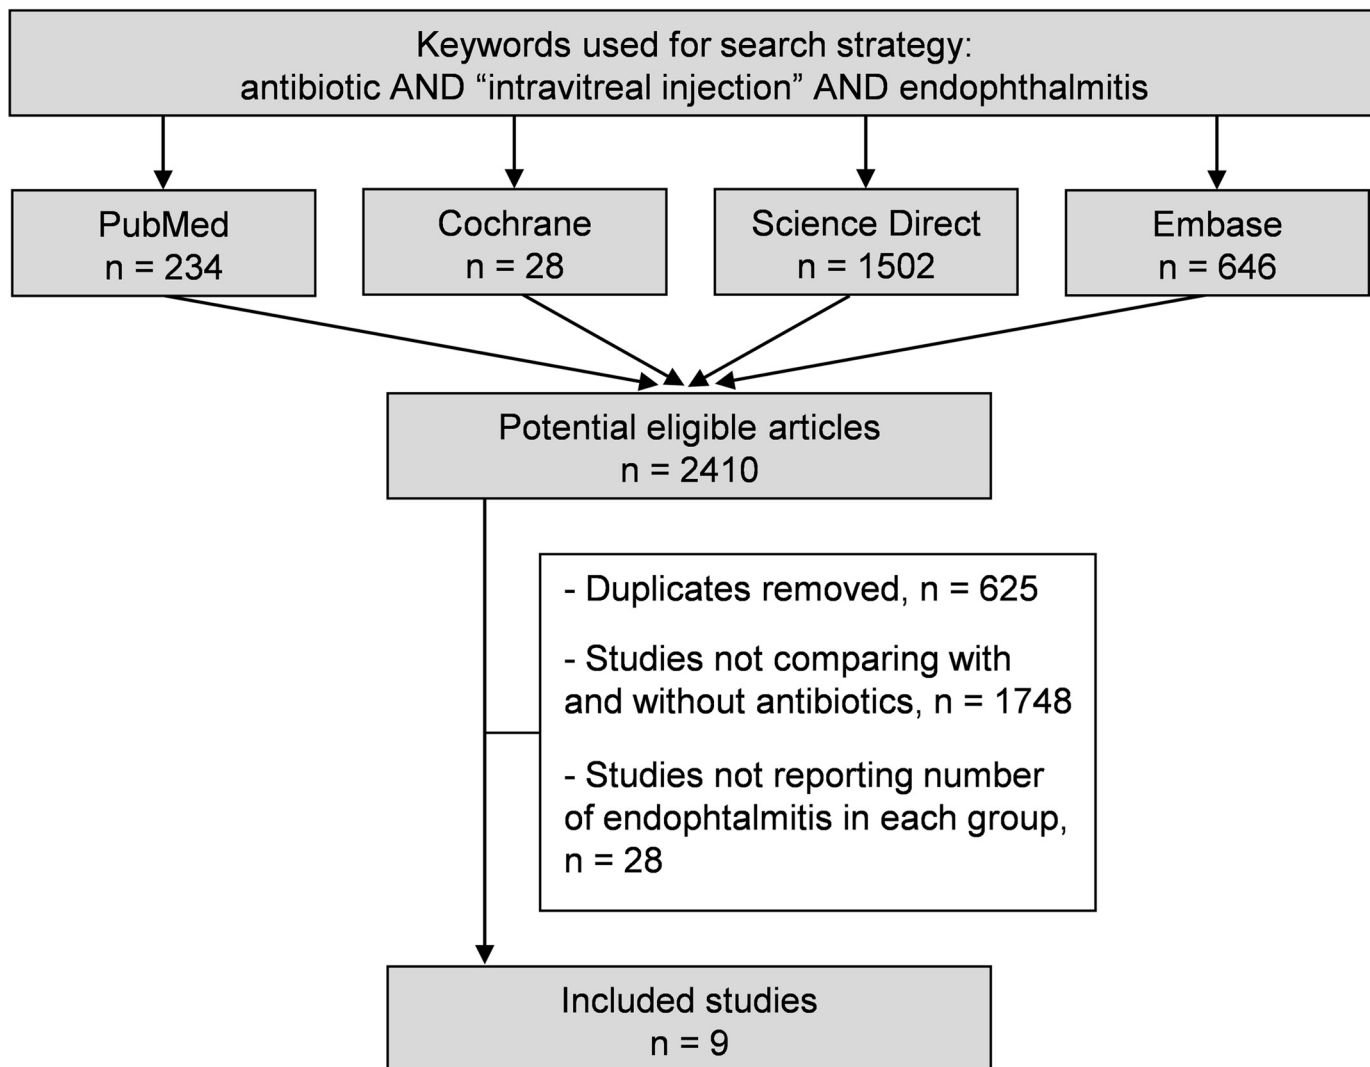 Keywords used for search strategy:
antibiotic AND “intravitreal injection” AND endophthalmitis
PubMed
n = 234
Cochrane
n = 28
Science Direct
n = 1502
Embase
n = 646
Potential eligible articles
n = 2410
- Duplicates removed, n = 625
- Studies not comparing with
and without antibiotics, n = 1748
- Studies not reporting number
of endophtalmitis in each group,
n = 28
Included studies
n = 9